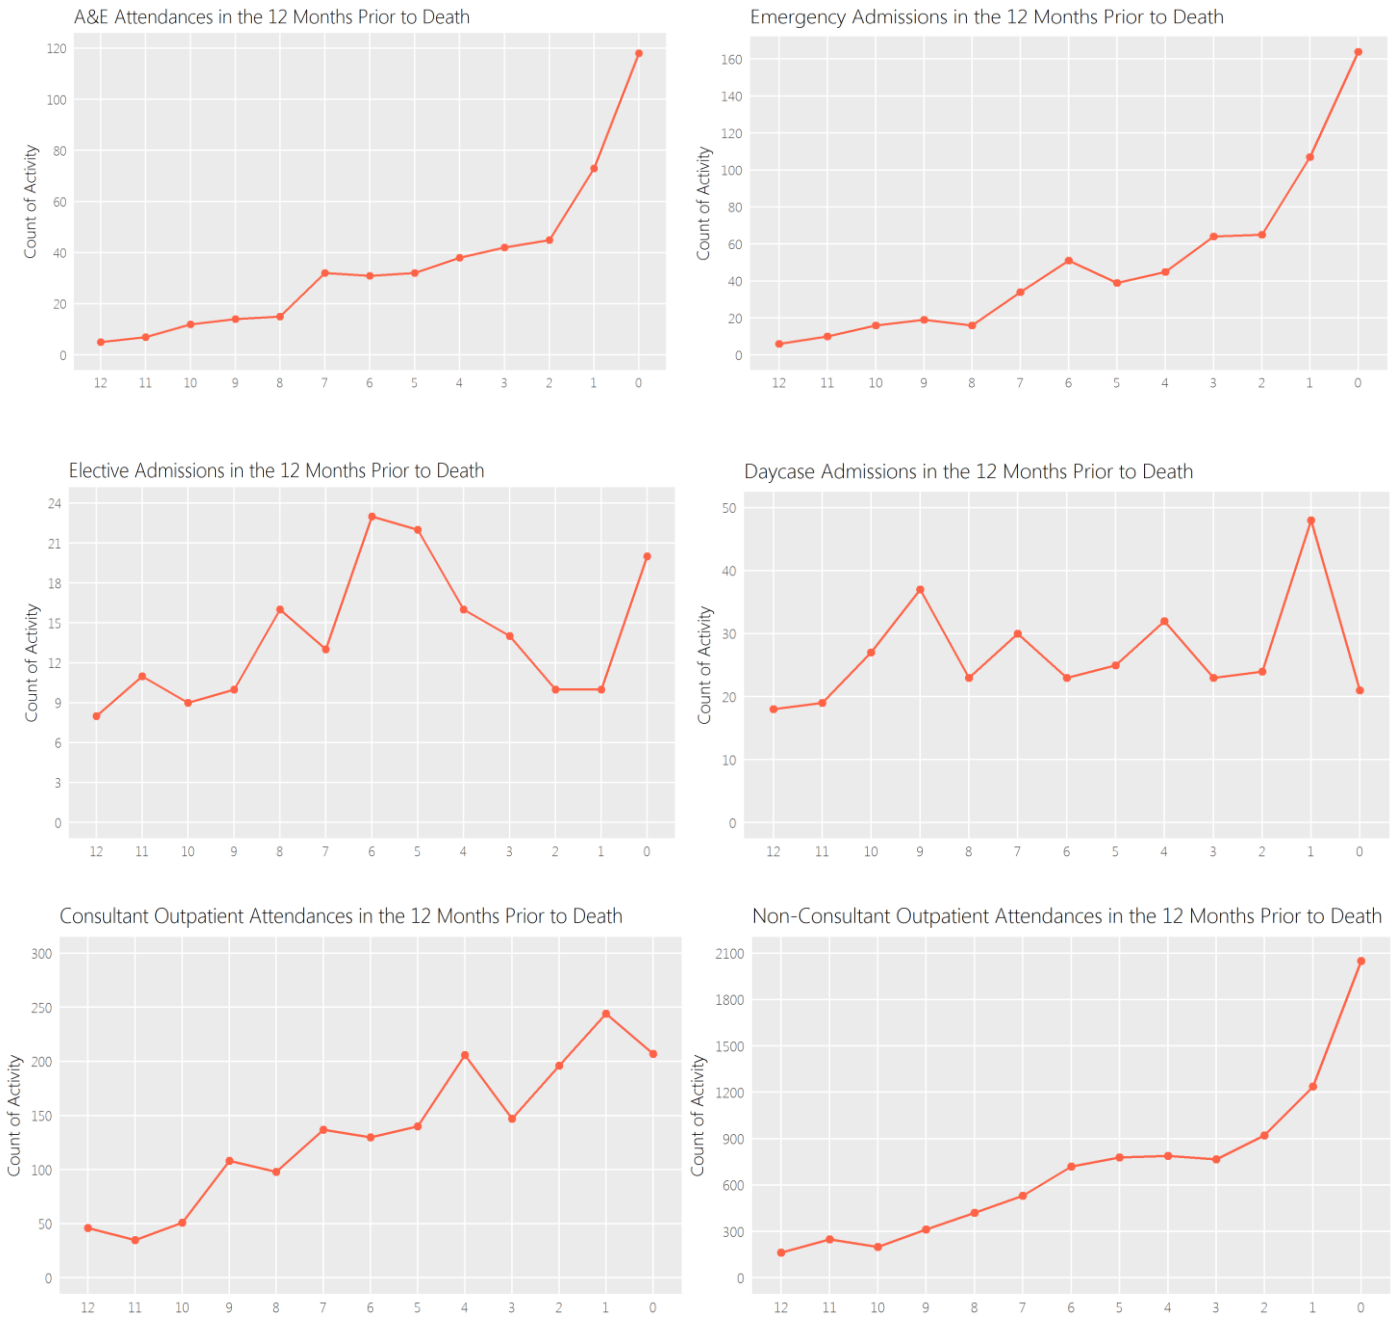 A&E Attendances in the 12 Months Prior to Death
Count of Activity
120
100
80
60
40
20
0
12 11 10 9 8 7 6 5 4 3 2 1 0
Emergency Admissions in the 12 Months Prior to Death
Count of Activity
160
140
120
100
80
60
40
20
0
12 11 10 9 8 7 6 5 4 3 2 1 0
Elective Admissions in the 12 Months Prior to Death
Count of Activity
24
21
18
15
12
9
6
3
0
12 11 10 9 8 7 6 5 4 3 2 1 0
Daycase Admissions in the 12 Months Prior to Death
Count of Activity
50
40
30
20
10
0
12 11 10 9 8 7 6 5 4 3 2 1 0
Consultant Outpatient Attendances in the 12 Months Prior to Death
Count of Activity
300
250
200
150
100
50
0
12 11 10 9 8 7 6 5 4 3 2 1 0
Non-Consultant Outpatient Attendances in the 12 Months Prior to Death
Count of Activity
2100
1800
1500
1200
900
600
300
0
12 11 10 9 8 7 6 5 4 3 2 1 0